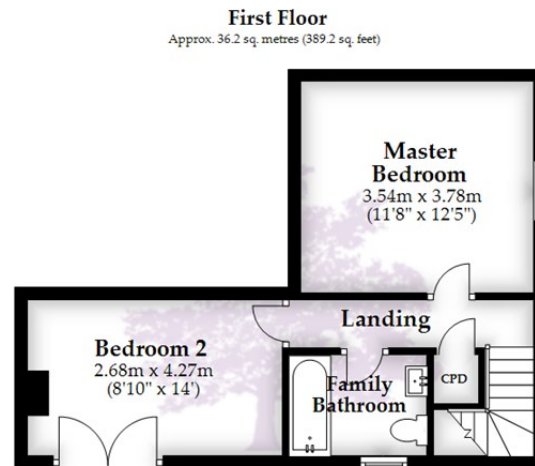 First Floor
Approx. 36.2 sq. metres (389.2 sq. feet)
Master
Bedroom
3.54m x 3.78m
(11'8" x 12'5")
Landing
Bedroom 2
2.68m x 4.27m
(8'10" x 14')
Family
Bathroom
CPD